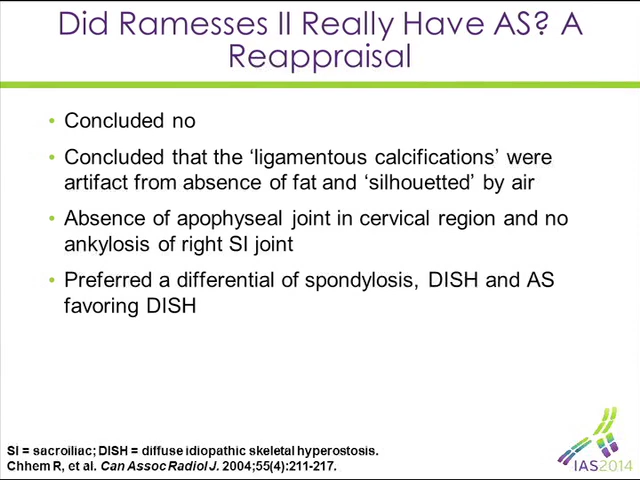 Did Ramesses II Really Have AS? A
Reappraisal
• Concluded no
• Concluded that the ‘ligamentous calcifications’ were
artifact from absence of fat and ‘silhouetted’ by air
• Absence of apophyseal joint in cervical region and no
ankylosis of right SI joint
• Preferred a differential of spondylosis, DISH and AS
favoring DISH
SI = sacroiliac; DISH = diffuse idiopathic skeletal hyperostosis.
Chhem R, et al. Can Assoc Radiol J. 2004;55(4):211-217.
IAS2014